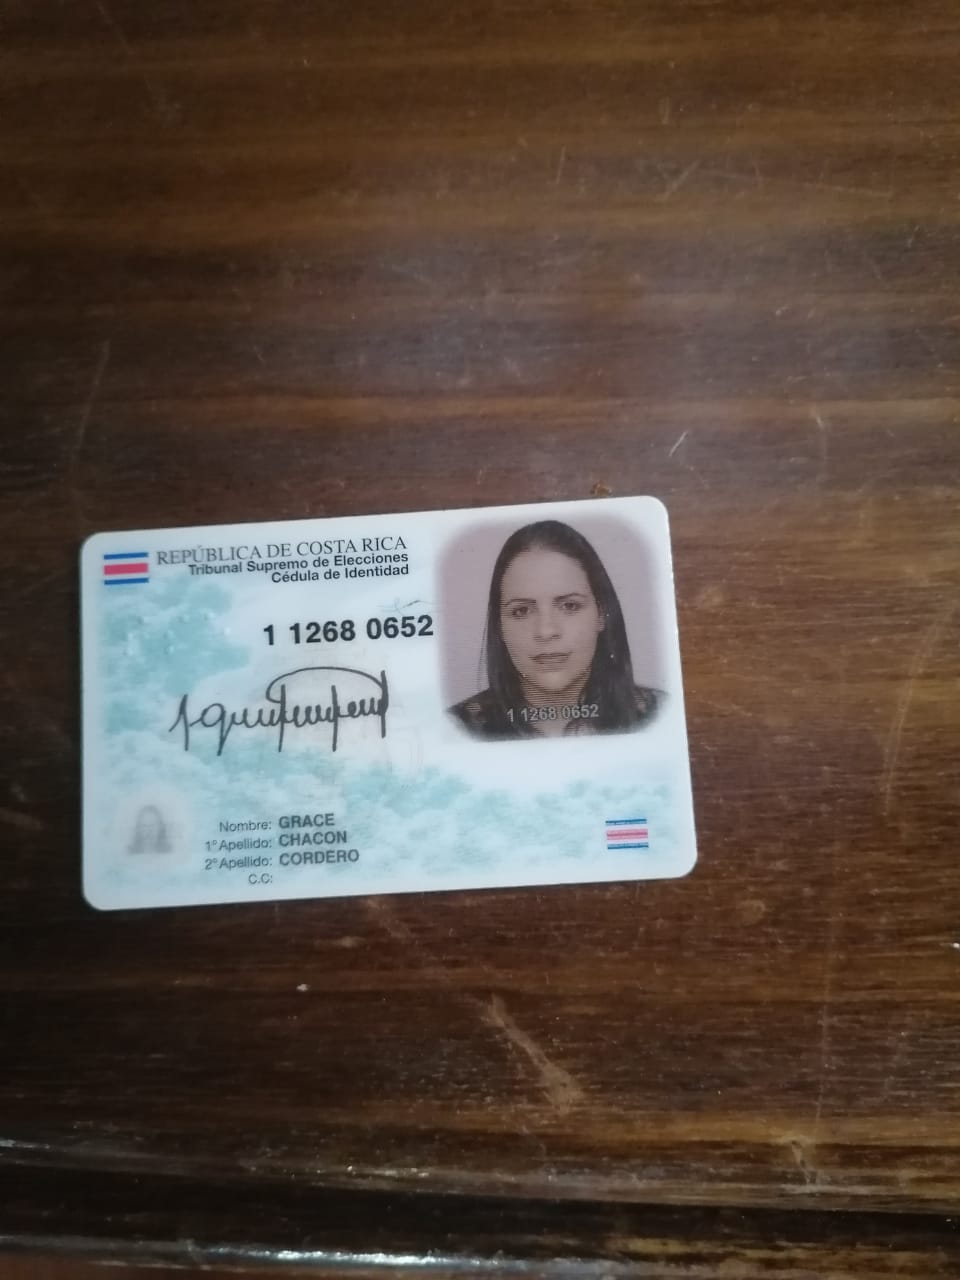 REPÚBLICA DE COSTA RICA
Tribunal Supremo de Elecciones
Cédula de Identidad
1 1268 0652
1 1268 0652
Nombre: GRACE
1º Apellido: CHACON
2º Apellido: CORDERO
C.C: